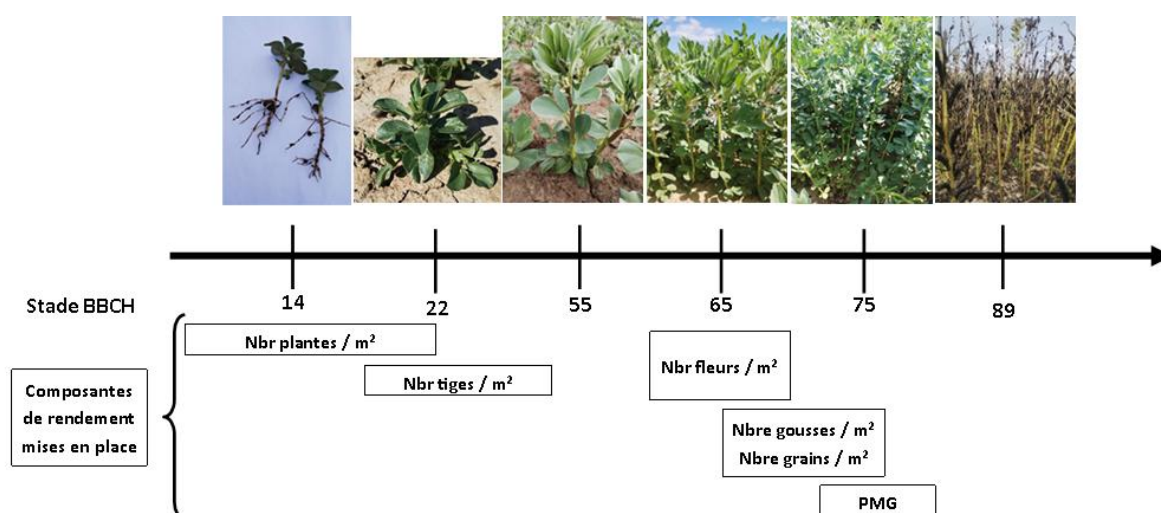 Stade BBCH
14
22
55
65
75
89
Nbr plantes / m²
Nbr tiges / m²
Nbr fleurs / m²
Composantes
de rendement
mises en place
Nbre gousses / m²
Nbre grains / m²
PMG